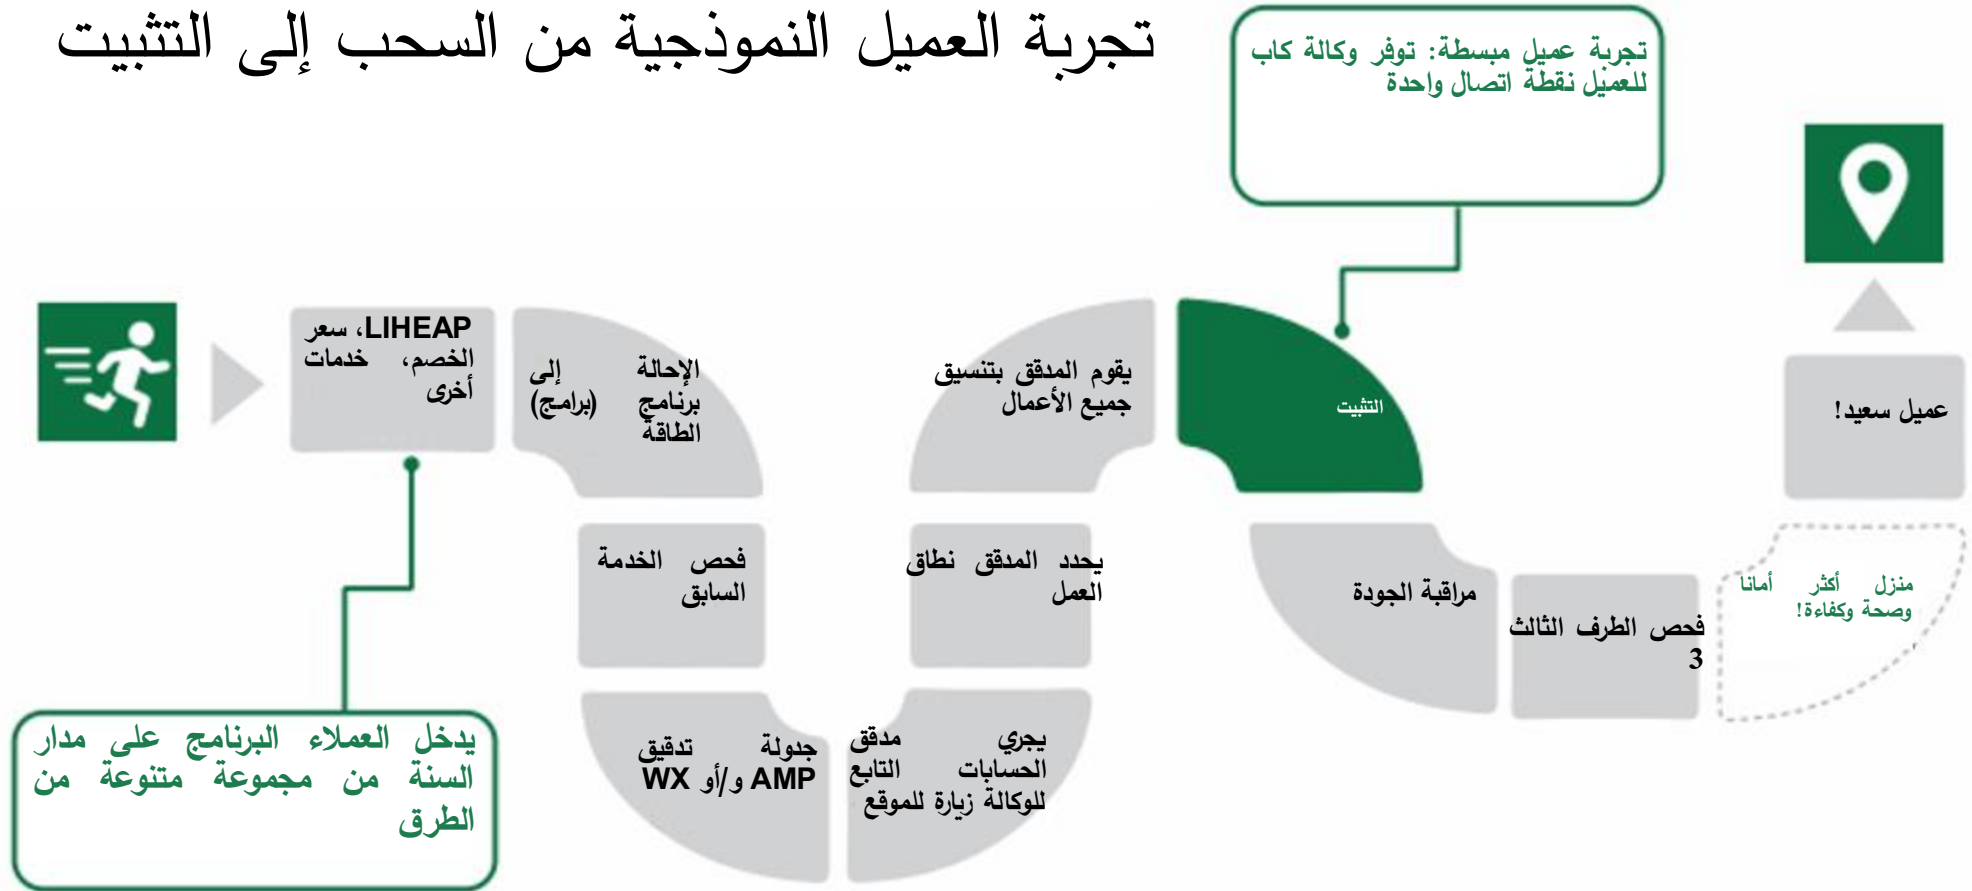 تجربة العميل النموذجية من السحب إلى التثبيت
تجربة عميل مبسطة: توفر وكالة كاب
للعميل نقطة اتصال واحدة
LIHEAP، سعر
الخصم، خدمات
أخرى
الإحالة إلى
برنامج (برامج)
الطاقة
فحص الخدمة
السابق
جدولة تدقيق
AMP و/أو WX
يجري مدقق
الحسابات التابع
للوكالة زيارة للموقع
يحدد المدقق نطاق
العمل
يقوم المدقق بتنسيق
جميع الأعمال
التثبيت
مراقبة الجودة
فحص الطرف الثالث
3
منزل أكثر أمانا
وصحة وكفاءة!
عميل سعيد!
يدخل العملاء البرنامج على مدار
السنة من مجموعة متنوعة من
الطرق